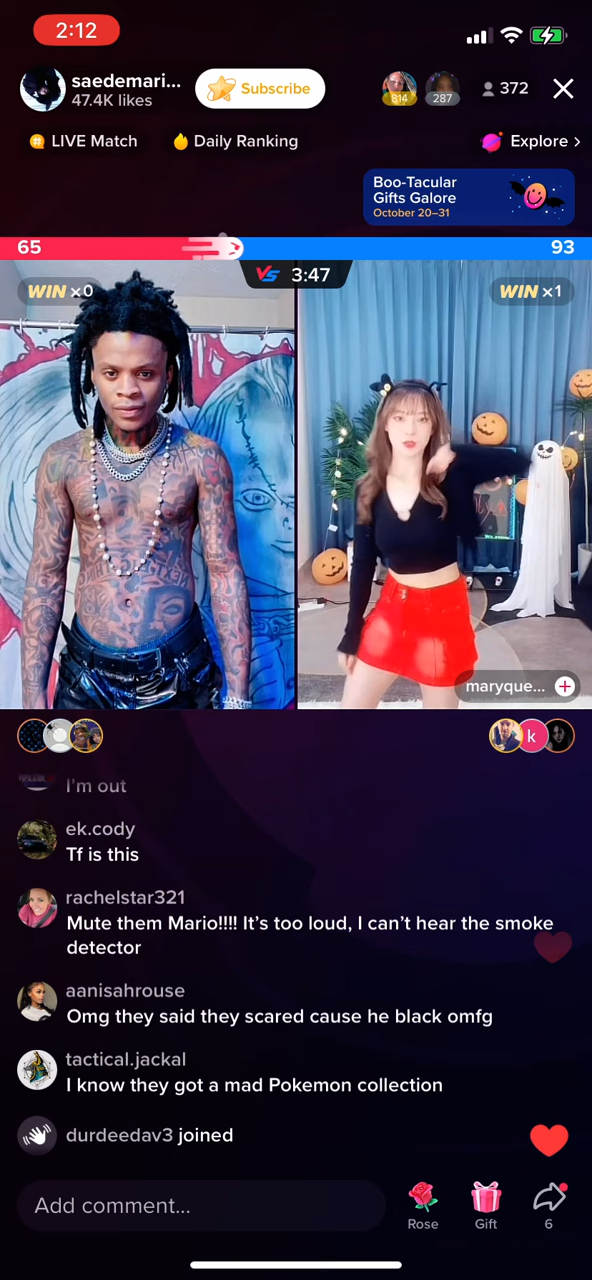 2:12
saedemari...
47.4K likes
Subscribe
814
287
372
LIVE Match
Daily Ranking
Explore >
Boo-Tacular
Gifts Galore
October 20–31
65
93
VS 3:47
WIN x0
WIN x1
maryque...
k
I'm out
ek.cody
Tf is this
rachelstar321
Mute them Mario!!!! It's too loud, I can't hear the smoke
detector
aanisahrouse
Omg they said they scared cause he black omfg
tactical.jackal
I know they got a mad Pokemon collection
durdeedav3 joined
Add comment...
Rose
Gift
6